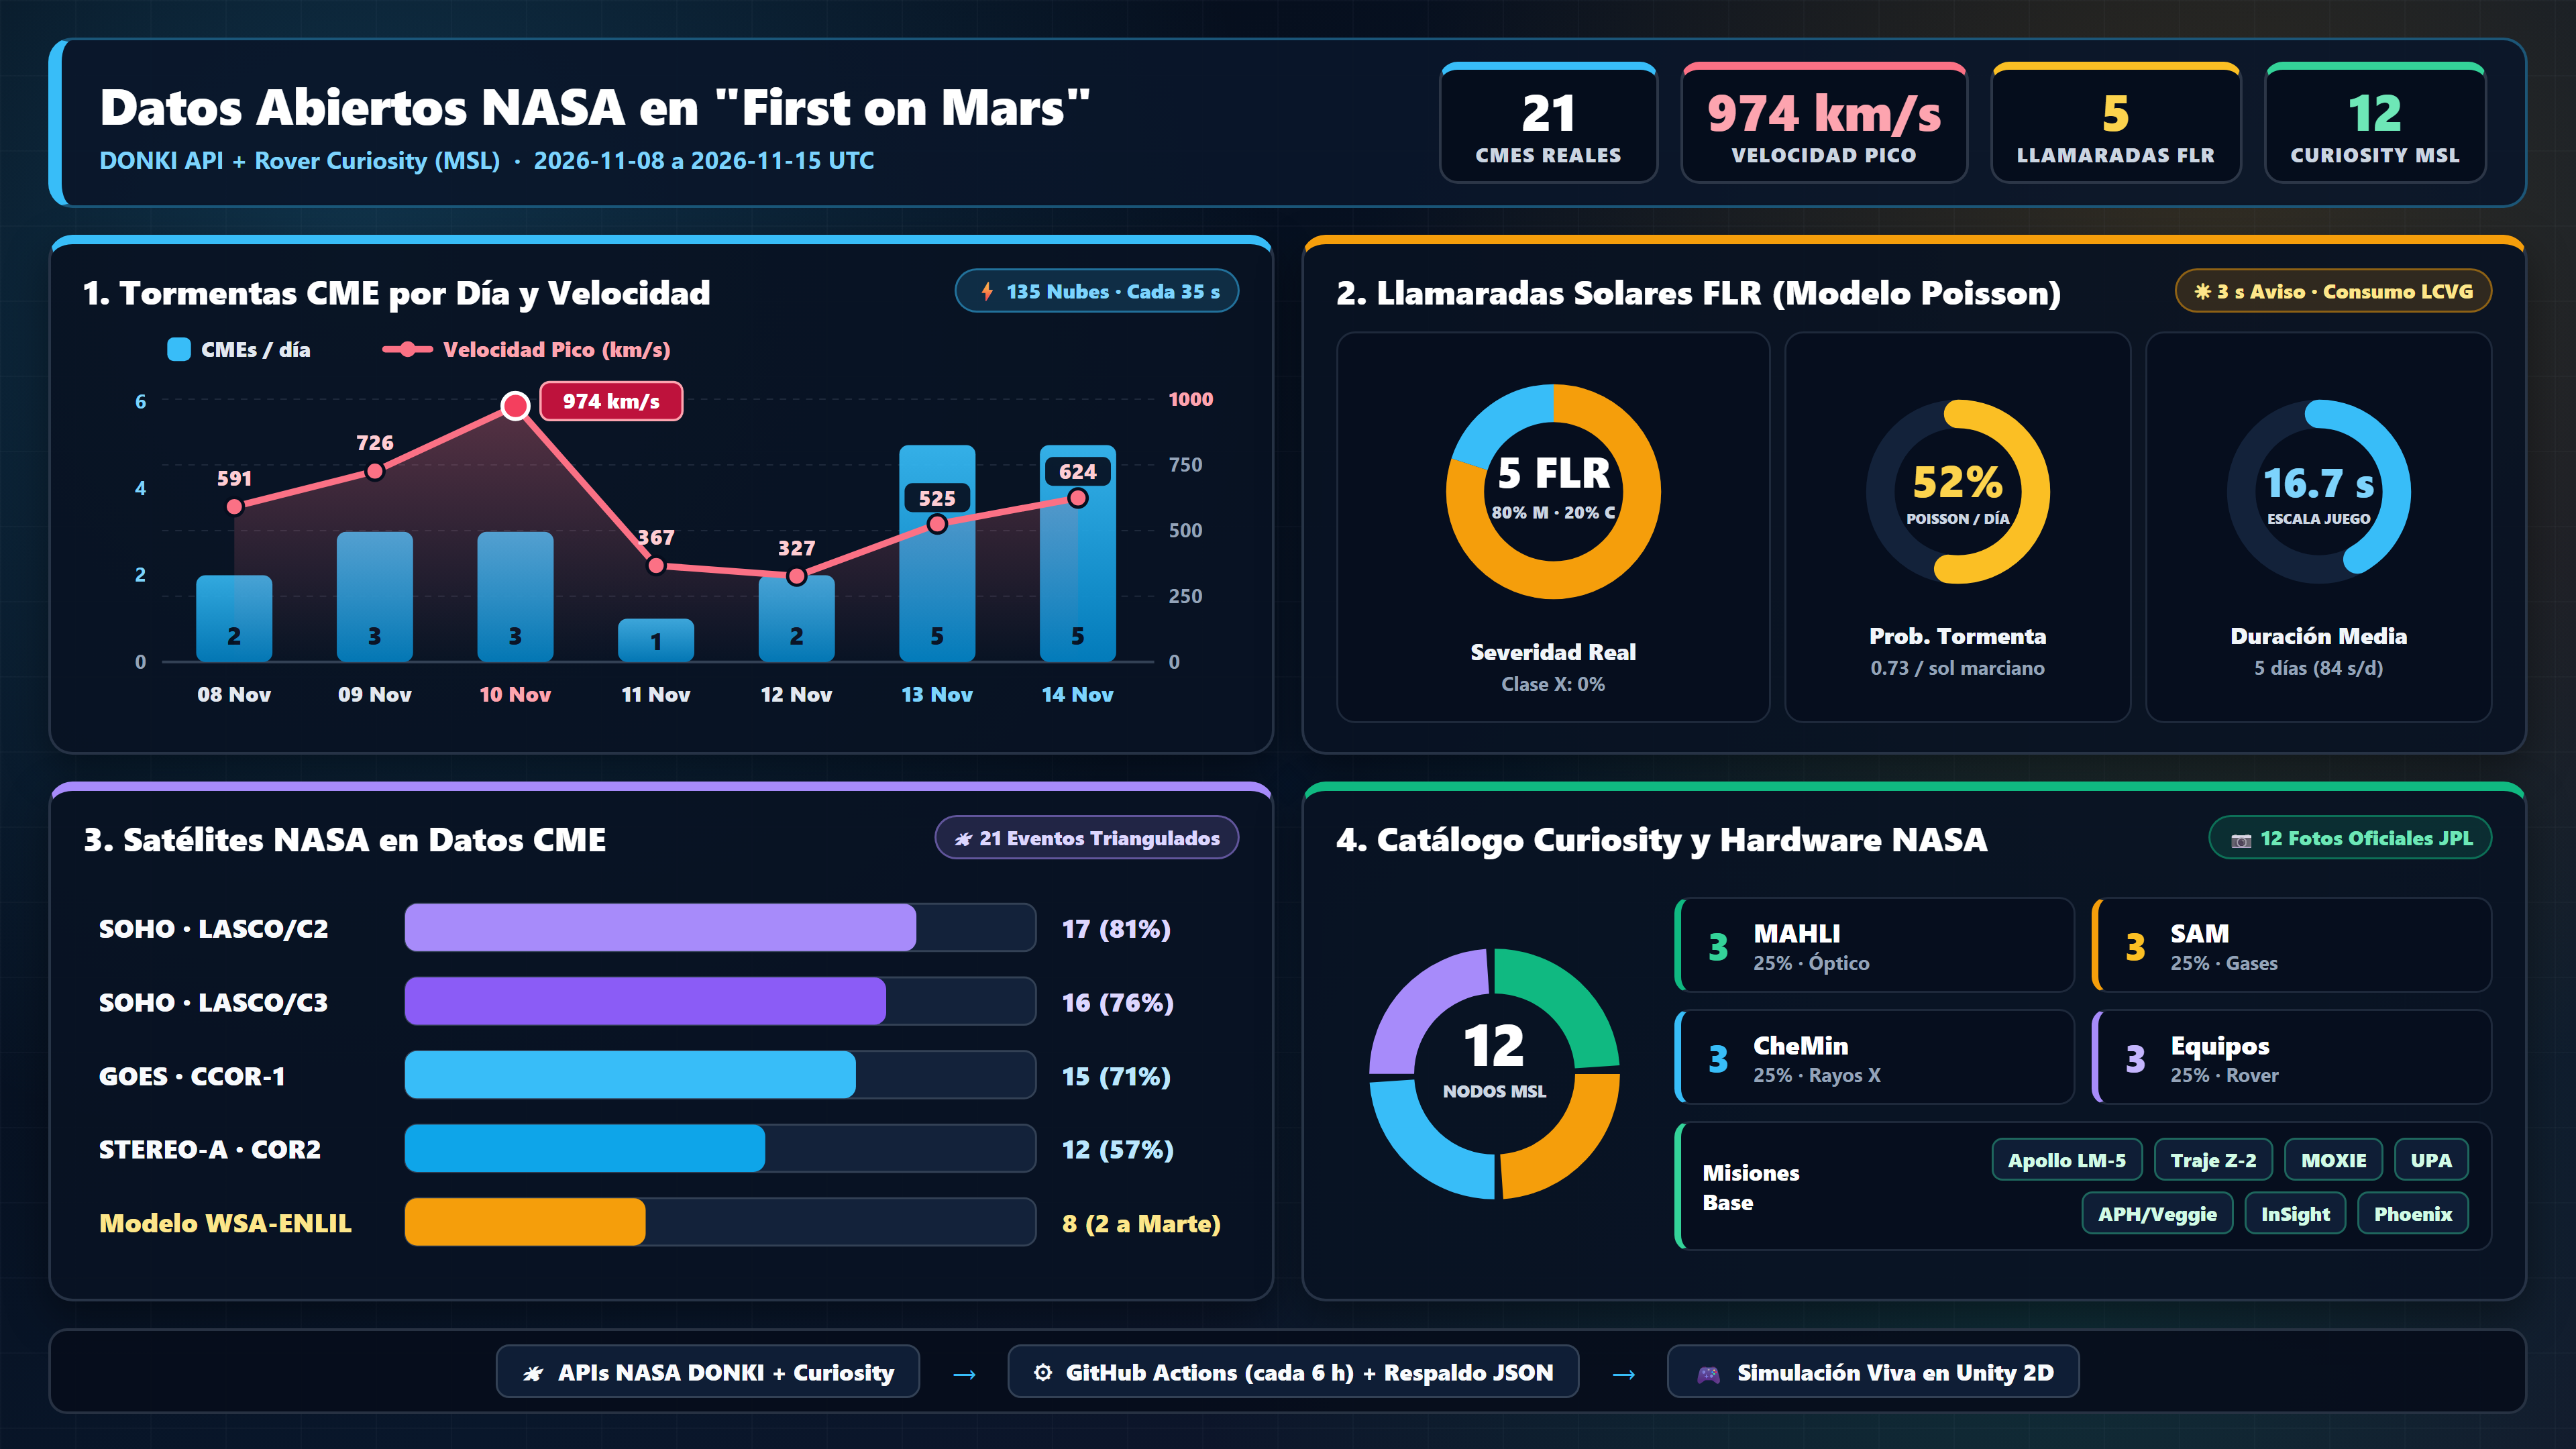 Datos Abiertos NASA en "First on Mars"
DONKI API + Rover Curiosity (MSL) · 2026-11-08 a 2026-11-15 UTC
21
CMES REALES
974 km/s
VELOCIDAD PICO
5
LLAMARADAS FLR
12
CURIOSITY MSL
1. Tormentas CME por Día y Velocidad
135 Nubes · Cada 35 s
CMEs / día
Velocidad Pico (km/s)
6
4
2
0
1000
750
500
250
0
591
726
974 km/s
367
327
525
624
2
3
3
1
2
5
5
08 Nov
09 Nov
10 Nov
11 Nov
12 Nov
13 Nov
14 Nov
2. Llamaradas Solares FLR (Modelo Poisson)
3 s Aviso · Consumo LCVG
5 FLR
80% M · 20% C
Severidad Real
Clase X: 0%
52%
POISSON / DÍA
Prob. Tormenta
0.73 / sol marciano
16.7 s
ESCALA JUEGO
Duración Media
5 días (84 s/d)
3. Satélites NASA en Datos CME
21 Eventos Triangulados
SOHO · LASCO/C2
17 (81%)
SOHO · LASCO/C3
16 (76%)
GOES · CCOR-1
15 (71%)
STEREO-A · COR2
12 (57%)
Modelo WSA-ENLIL
8 (2 a Marte)
4. Catálogo Curiosity y Hardware NASA
12 Fotos Oficiales JPL
12
NODOS MSL
3
MAHLI
25% · Óptico
3
SAM
25% · Gases
3
CheMin
25% · Rayos X
3
Equipos
25% · Rover
Misiones
Base
Apollo LM-5
Traje Z-2
MOXIE
UPA
APH/Veggie
InSight
Phoenix
APIs NASA DONKI + Curiosity
→
GitHub Actions (cada 6 h) + Respaldo JSON
→
Simulación Viva en Unity 2D